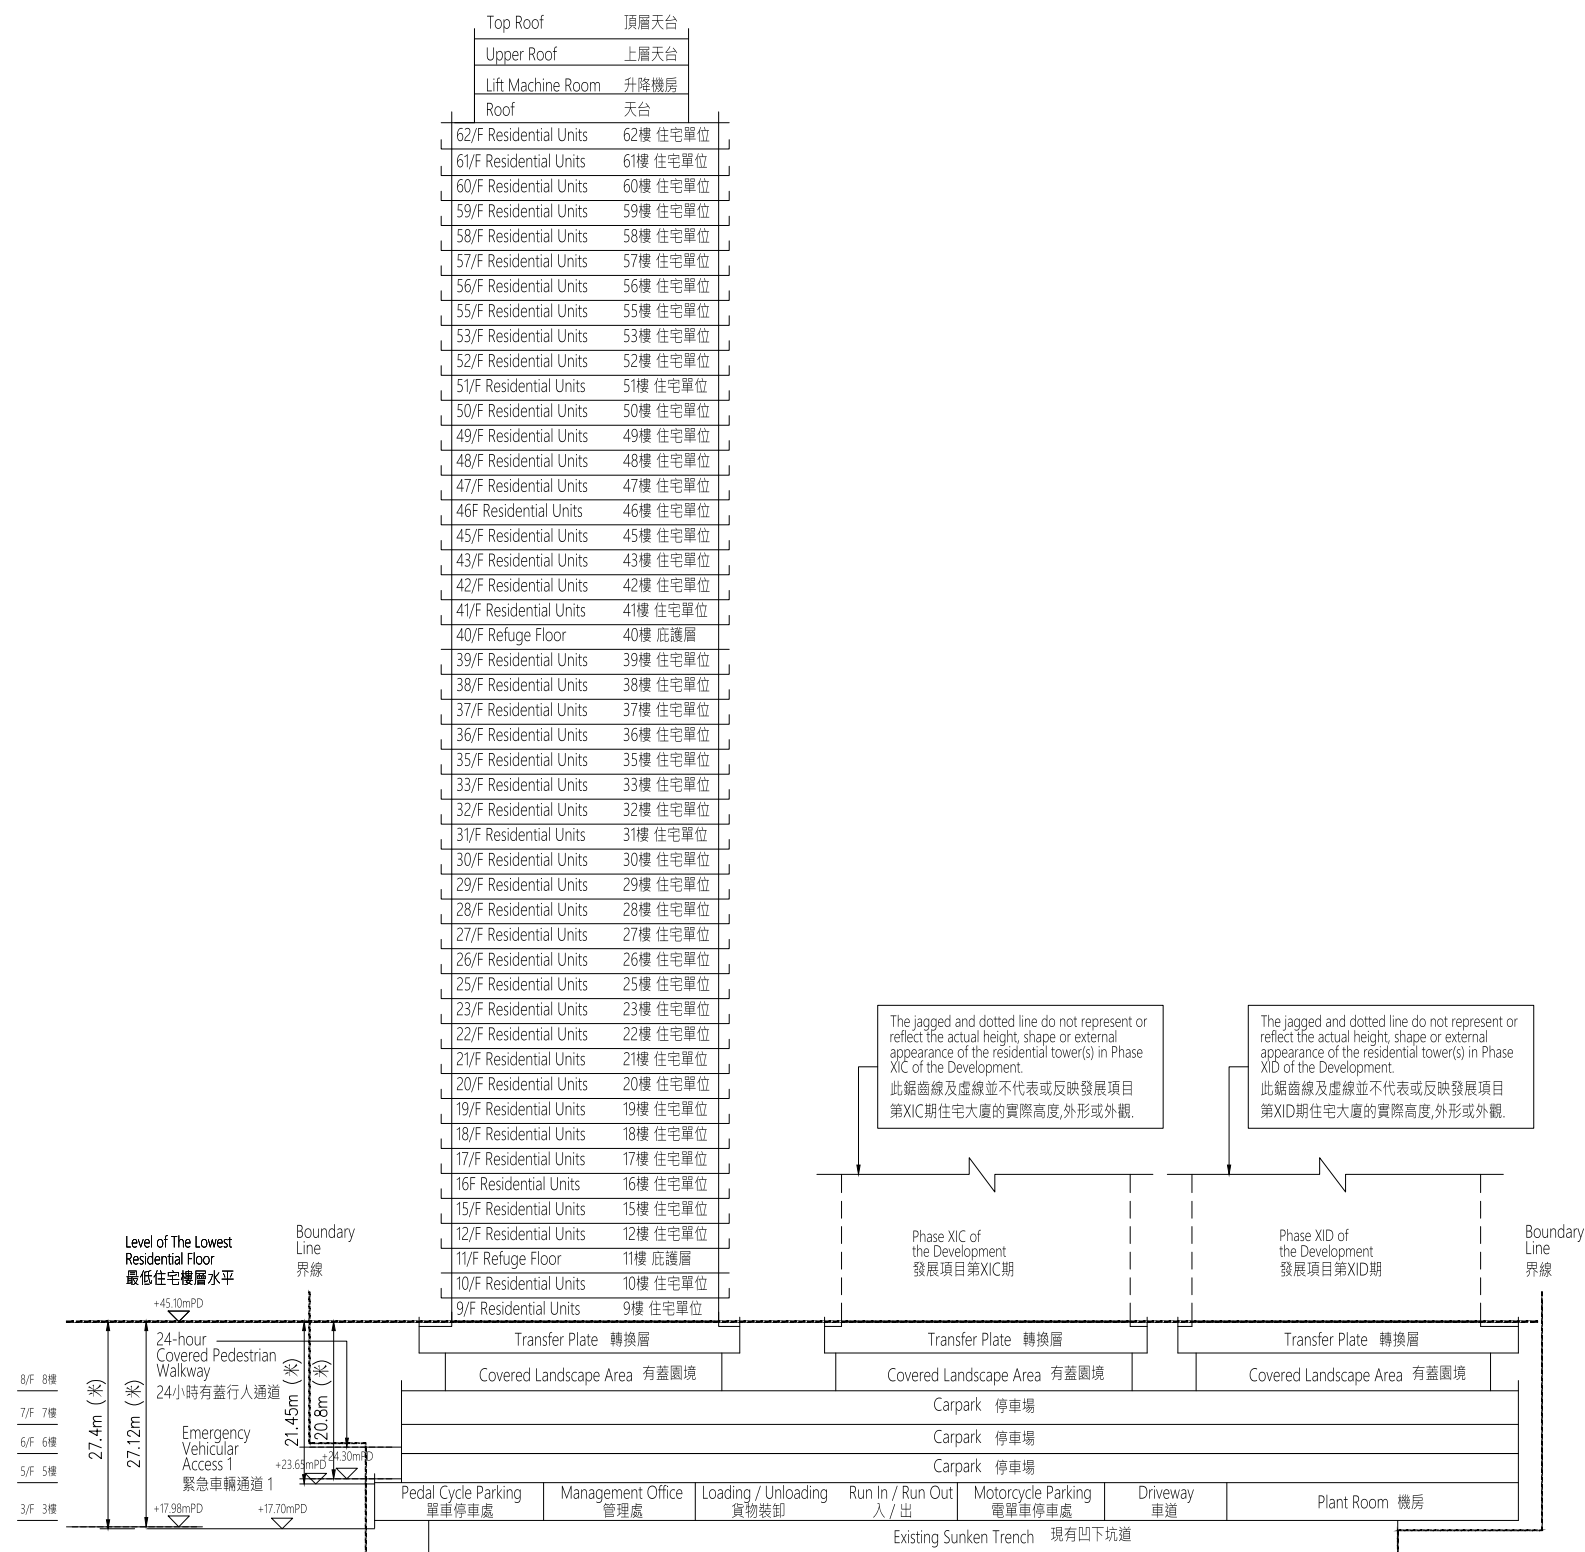 Top Roof 頂層天台
Upper Roof 上層天台
Lift Machine Room 升降機房
Roof 天台
62/F Residential Units 62樓 住宅單位
61/F Residential Units 61樓 住宅單位
60/F Residential Units 60樓 住宅單位
59/F Residential Units 59樓 住宅單位
58/F Residential Units 58樓 住宅單位
57/F Residential Units 57樓 住宅單位
56/F Residential Units 56樓 住宅單位
55/F Residential Units 55樓 住宅單位
53/F Residential Units 53樓 住宅單位
52/F Residential Units 52樓 住宅單位
51/F Residential Units 51樓 住宅單位
50/F Residential Units 50樓 住宅單位
49/F Residential Units 49樓 住宅單位
48/F Residential Units 48樓 住宅單位
47/F Residential Units 47樓 住宅單位
46F Residential Units 46樓 住宅單位
45/F Residential Units 45樓 住宅單位
43/F Residential Units 43樓 住宅單位
42/F Residential Units 42樓 住宅單位
41/F Residential Units 41樓 住宅單位
40/F Refuge Floor 40樓 庇護層
39/F Residential Units 39樓 住宅單位
38/F Residential Units 38樓 住宅單位
37/F Residential Units 37樓 住宅單位
36/F Residential Units 36樓 住宅單位
35/F Residential Units 35樓 住宅單位
33/F Residential Units 33樓 住宅單位
32/F Residential Units 32樓 住宅單位
31/F Residential Units 31樓 住宅單位
30/F Residential Units 30樓 住宅單位
29/F Residential Units 29樓 住宅單位
28/F Residential Units 28樓 住宅單位
27/F Residential Units 27樓 住宅單位
26/F Residential Units 26樓 住宅單位
25/F Residential Units 25樓 住宅單位
23/F Residential Units 23樓 住宅單位
22/F Residential Units 22樓 住宅單位
21/F Residential Units 21樓 住宅單位
20/F Residential Units 20樓 住宅單位
19/F Residential Units 19樓 住宅單位
18/F Residential Units 18樓 住宅單位
17/F Residential Units 17樓 住宅單位
16F Residential Units 16樓 住宅單位
15/F Residential Units 15樓 住宅單位
12/F Residential Units 12樓 住宅單位
11/F Refuge Floor 11樓 庇護層
10/F Residential Units 10樓 住宅單位
9/F Residential Units 9樓 住宅單位
The jagged and dotted line do not represent or
reflect the actual height, shape or external
appearance of the residential tower(s) in Phase
XIC of the Development.
此鋸齒線及虛線並不代表或反映發展項目
第XIC期住宅大廈的實際高度,外形或外觀.
The jagged and dotted line do not represent or
reflect the actual height, shape or external
appearance of the residential tower(s) in Phase
XID of the Development.
此鋸齒線及虛線並不代表或反映發展項目
第XID期住宅大廈的實際高度,外形或外觀.
Phase XIC of
the Development
發展項目第XIC期
Phase XID of
the Development
發展項目第XID期
Boundary
Line
界線
Level of The Lowest
Residential Floor
最低住宅樓層水平
+45.10mPD
Boundary
Line
界線
24-hour
Covered Pedestrian
Walkway
24小時有蓋行人通道
Emergency
Vehicular
Access 1
緊急車輛通道 1
27.4m (米)
27.12m (米)
21.45m (米)
20.8m (米)
+23.65mPD
+24.30mPD
+17.98mPD
+17.70mPD
8/F 8樓
7/F 7樓
6/F 6樓
5/F 5樓
3/F 3樓
Transfer Plate 轉換層
Transfer Plate 轉換層
Transfer Plate 轉換層
Covered Landscape Area 有蓋園境
Covered Landscape Area 有蓋園境
Covered Landscape Area 有蓋園境
Carpark 停車場
Carpark 停車場
Carpark 停車場
Pedal Cycle Parking
單車停車處
Management Office
管理處
Loading / Unloading
貨物裝卸
Run In / Run Out
入 / 出
Motorcycle Parking
電單車停車處
Driveway
車道
Plant Room 機房
Existing Sunken Trench 現有凹下坑道